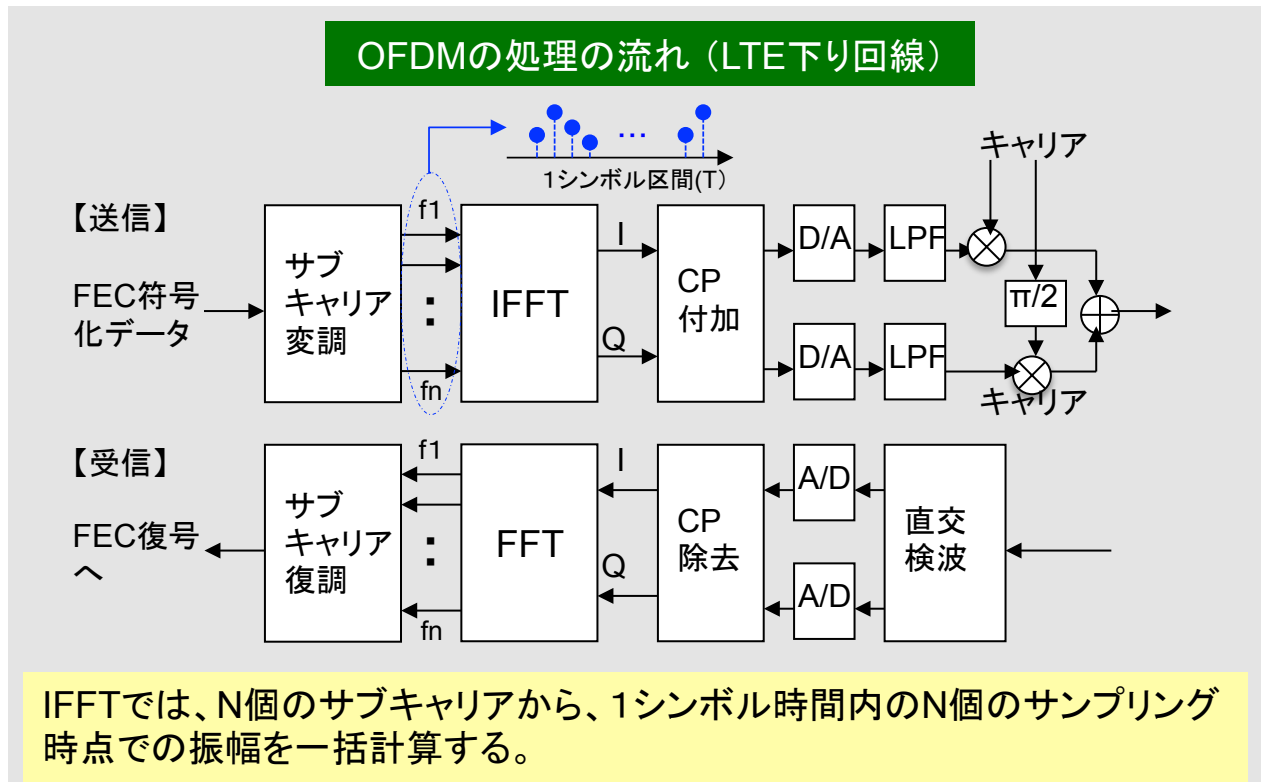 OFDMの処理の流れ（LTE下り回線）
…
1シンボル区間(T)
キャリア
【送信】
FEC符号
化データ
サブ
キャリア
変調
f1
:
fn
IFFT
I
Q
CP
付加
D/A
LPF
D/A
LPF
π/2
キャリア
【受信】
FEC復号
へ
サブ
キャリア
復調
f1
:
fn
FFT
I
Q
CP
除去
A/D
A/D
直交
検波
IFFTでは、N個のサブキャリアから、1シンボル時間内のN個のサンプリング
時点での振幅を一括計算する。